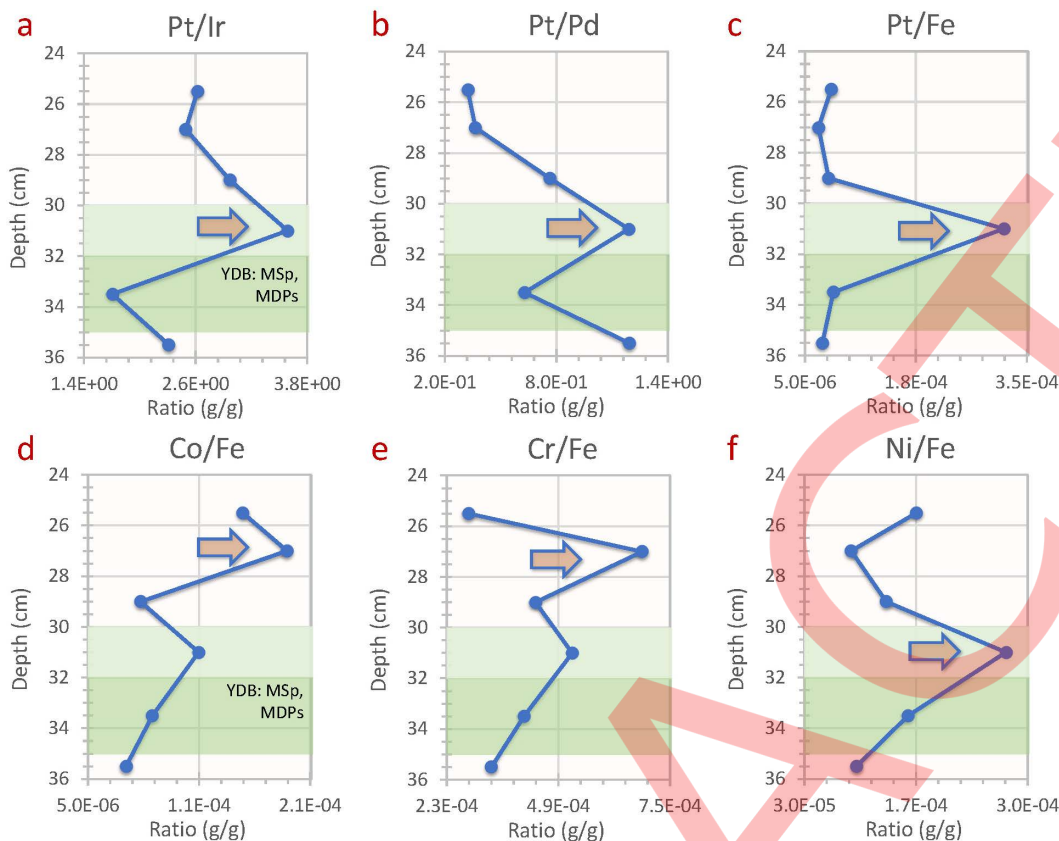 a Pt/Ir
24
26
28
30
32
34
36
Depth (cm)
YDB: MSp,
MDPs
1.4E+00 2.6E+00 3.8E+00
Ratio (g/g)
b Pt/Pd
24
26
28
30
32
34
36
Depth (cm)
2.0E-01 8.0E-01 1.4E+00
Ratio (g/g)
c Pt/Fe
24
26
28
30
32
34
36
Depth (cm)
5.0E-06 1.8E-04 3.5E-04
Ratio (g/g)
d Co/Fe
24
26
28
30
32
34
36
Depth (cm)
YDB: MSp,
MDPs
5.0E-06 1.1E-04 2.1E-04
Ratio (g/g)
e Cr/Fe
24
26
28
30
32
34
36
Depth (cm)
2.3E-04 4.9E-04 7.5E-04
Ratio (g/g)
f Ni/Fe
24
26
28
30
32
34
36
Depth (cm)
3.0E-05 1.7E-04 3.0E-04
Ratio (g/g)